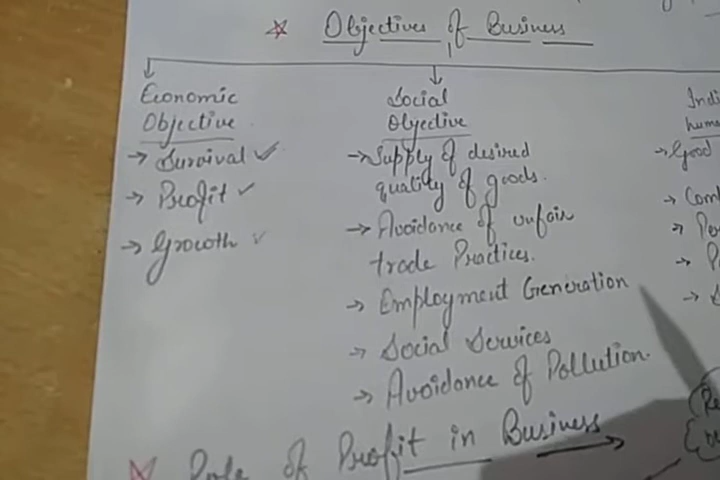 ☆ Objectives of Business
Economic
Objective
→ Survival ✓
→ Profit ✓
→ Growth ✓
Social
Objective
→ Supply of desired
quality of goods.
→ Avoidance of unfair
trade Practices.
→ Employment Generation
→ Social Services
→ Avoidance of Pollution.
→ Good
☆ Role of Profit in Business →